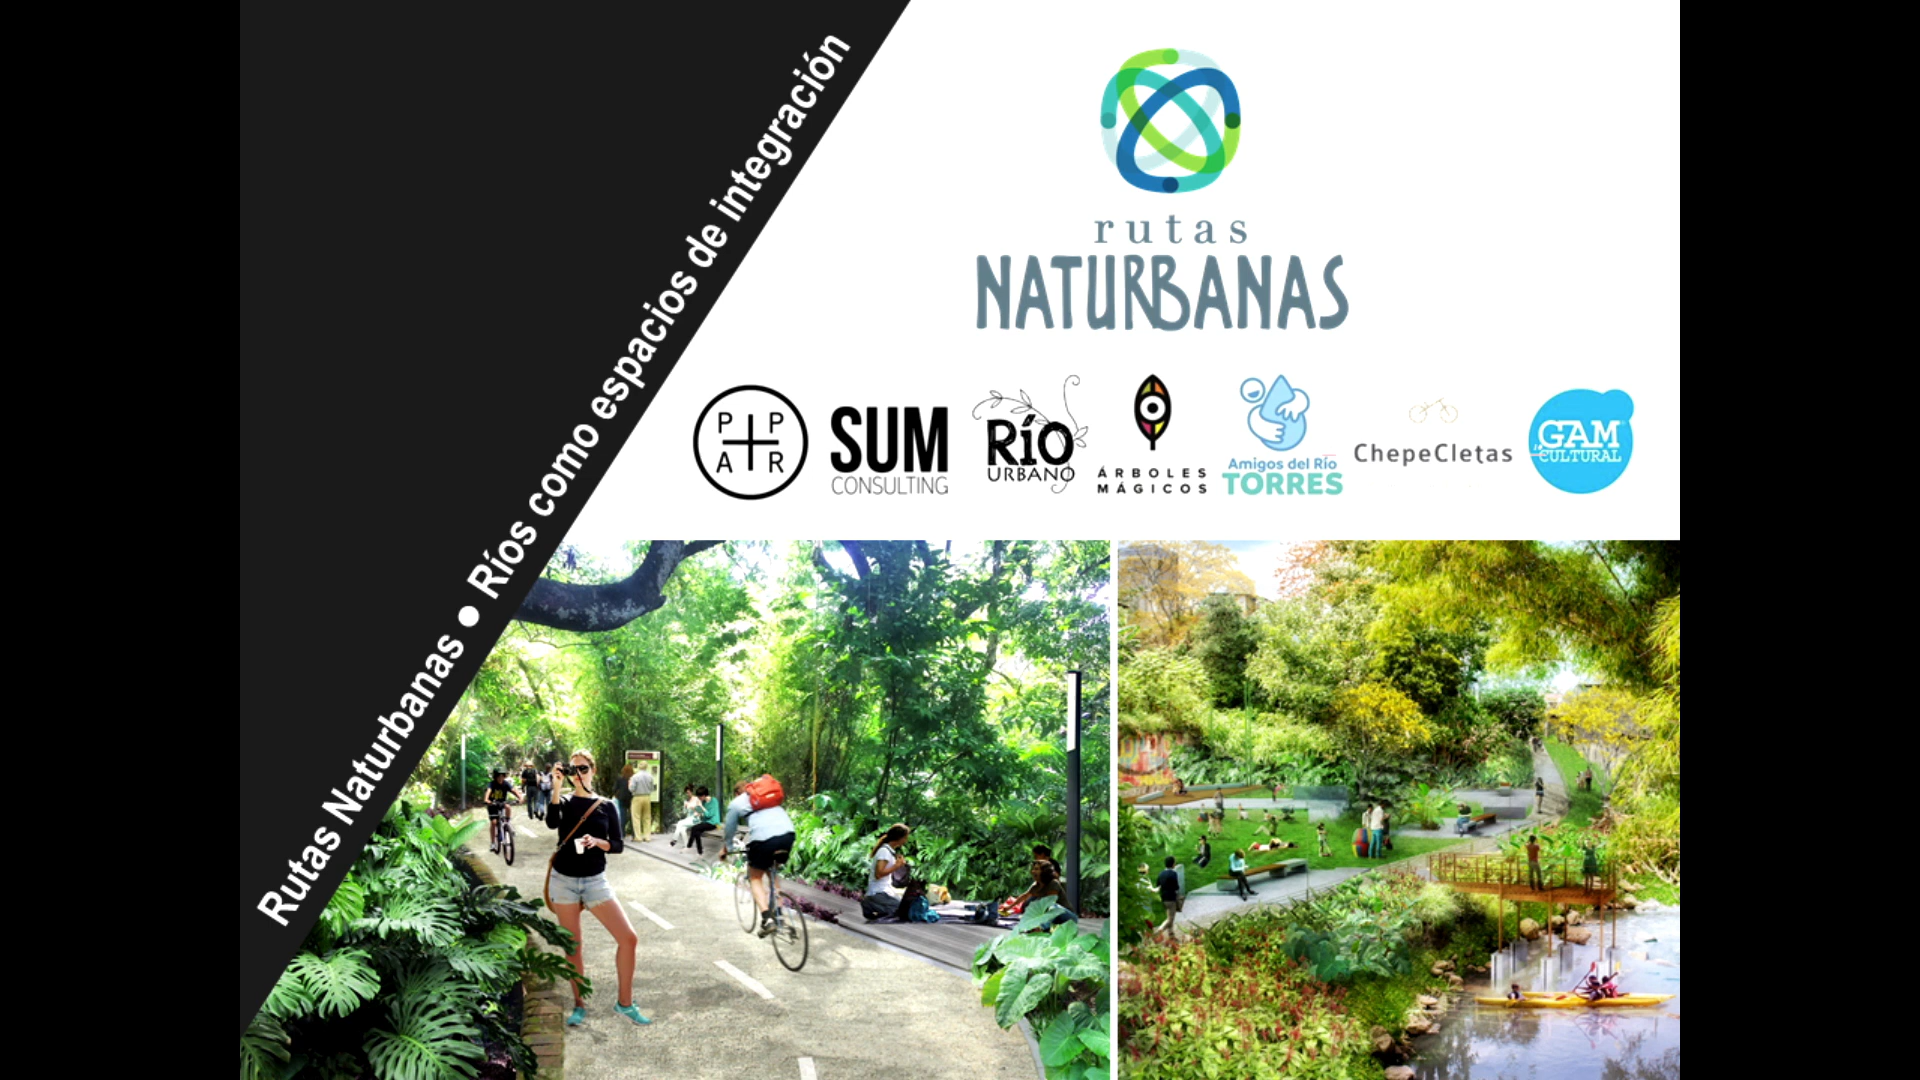 Rutas Naturbanas ● Ríos como espacios de integración
rutas
NATURBANAS
P P
A R
SUM
CONSULTING
Río
URBANO
ÁRBOLES
MÁGICOS
Amigos del Río
TORRES
ChepeCletas
GAM
CULTURAL